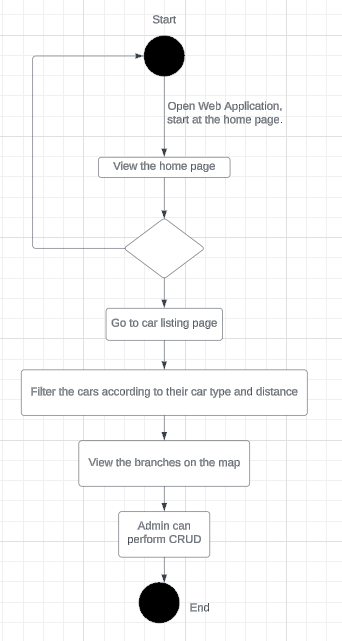 Start
Open Web Application,
start at the home page.
View the home page
Go to car listing page
Filter the cars according to their car type and distance
View the branches on the map
Admin can
perform CRUD
End